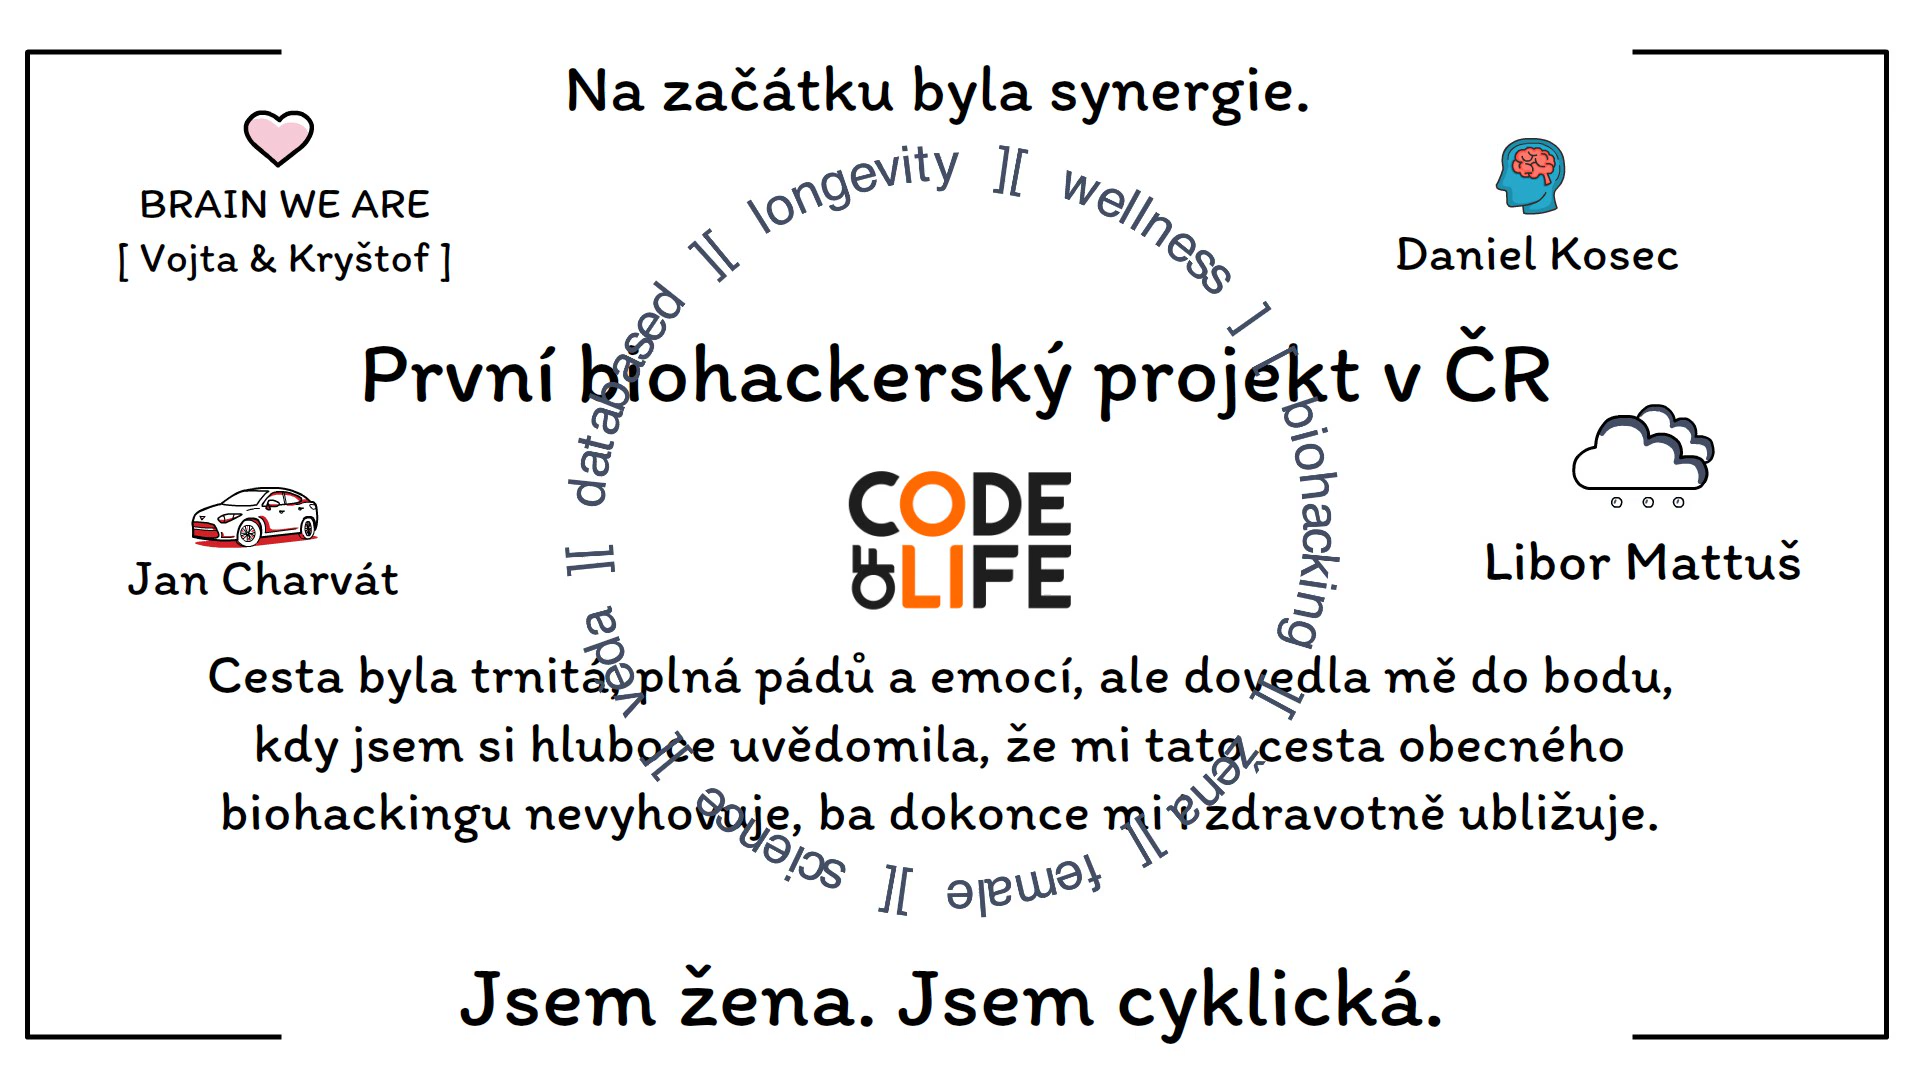 Na začátku byla synergie.
BRAIN WE ARE
[ Vojta & Kryštof ]
Daniel Kosec
longevity ][ wellness ] [ biohacking ][ žena ][ female ][ science ][ věda ][ databased ][
První biohackerský projekt v ČR
CODE
OF LIFE
Jan Charvát
Libor Mattuš
Cesta byla trnitá, plná pádů a emocí, ale dovedla mě do bodu,
kdy jsem si hluboce uvědomila, že mi tato cesta obecného
biohackingu nevyhovuje, ba dokonce mi i zdravotně ubližuje.
Jsem žena. Jsem cyklická.